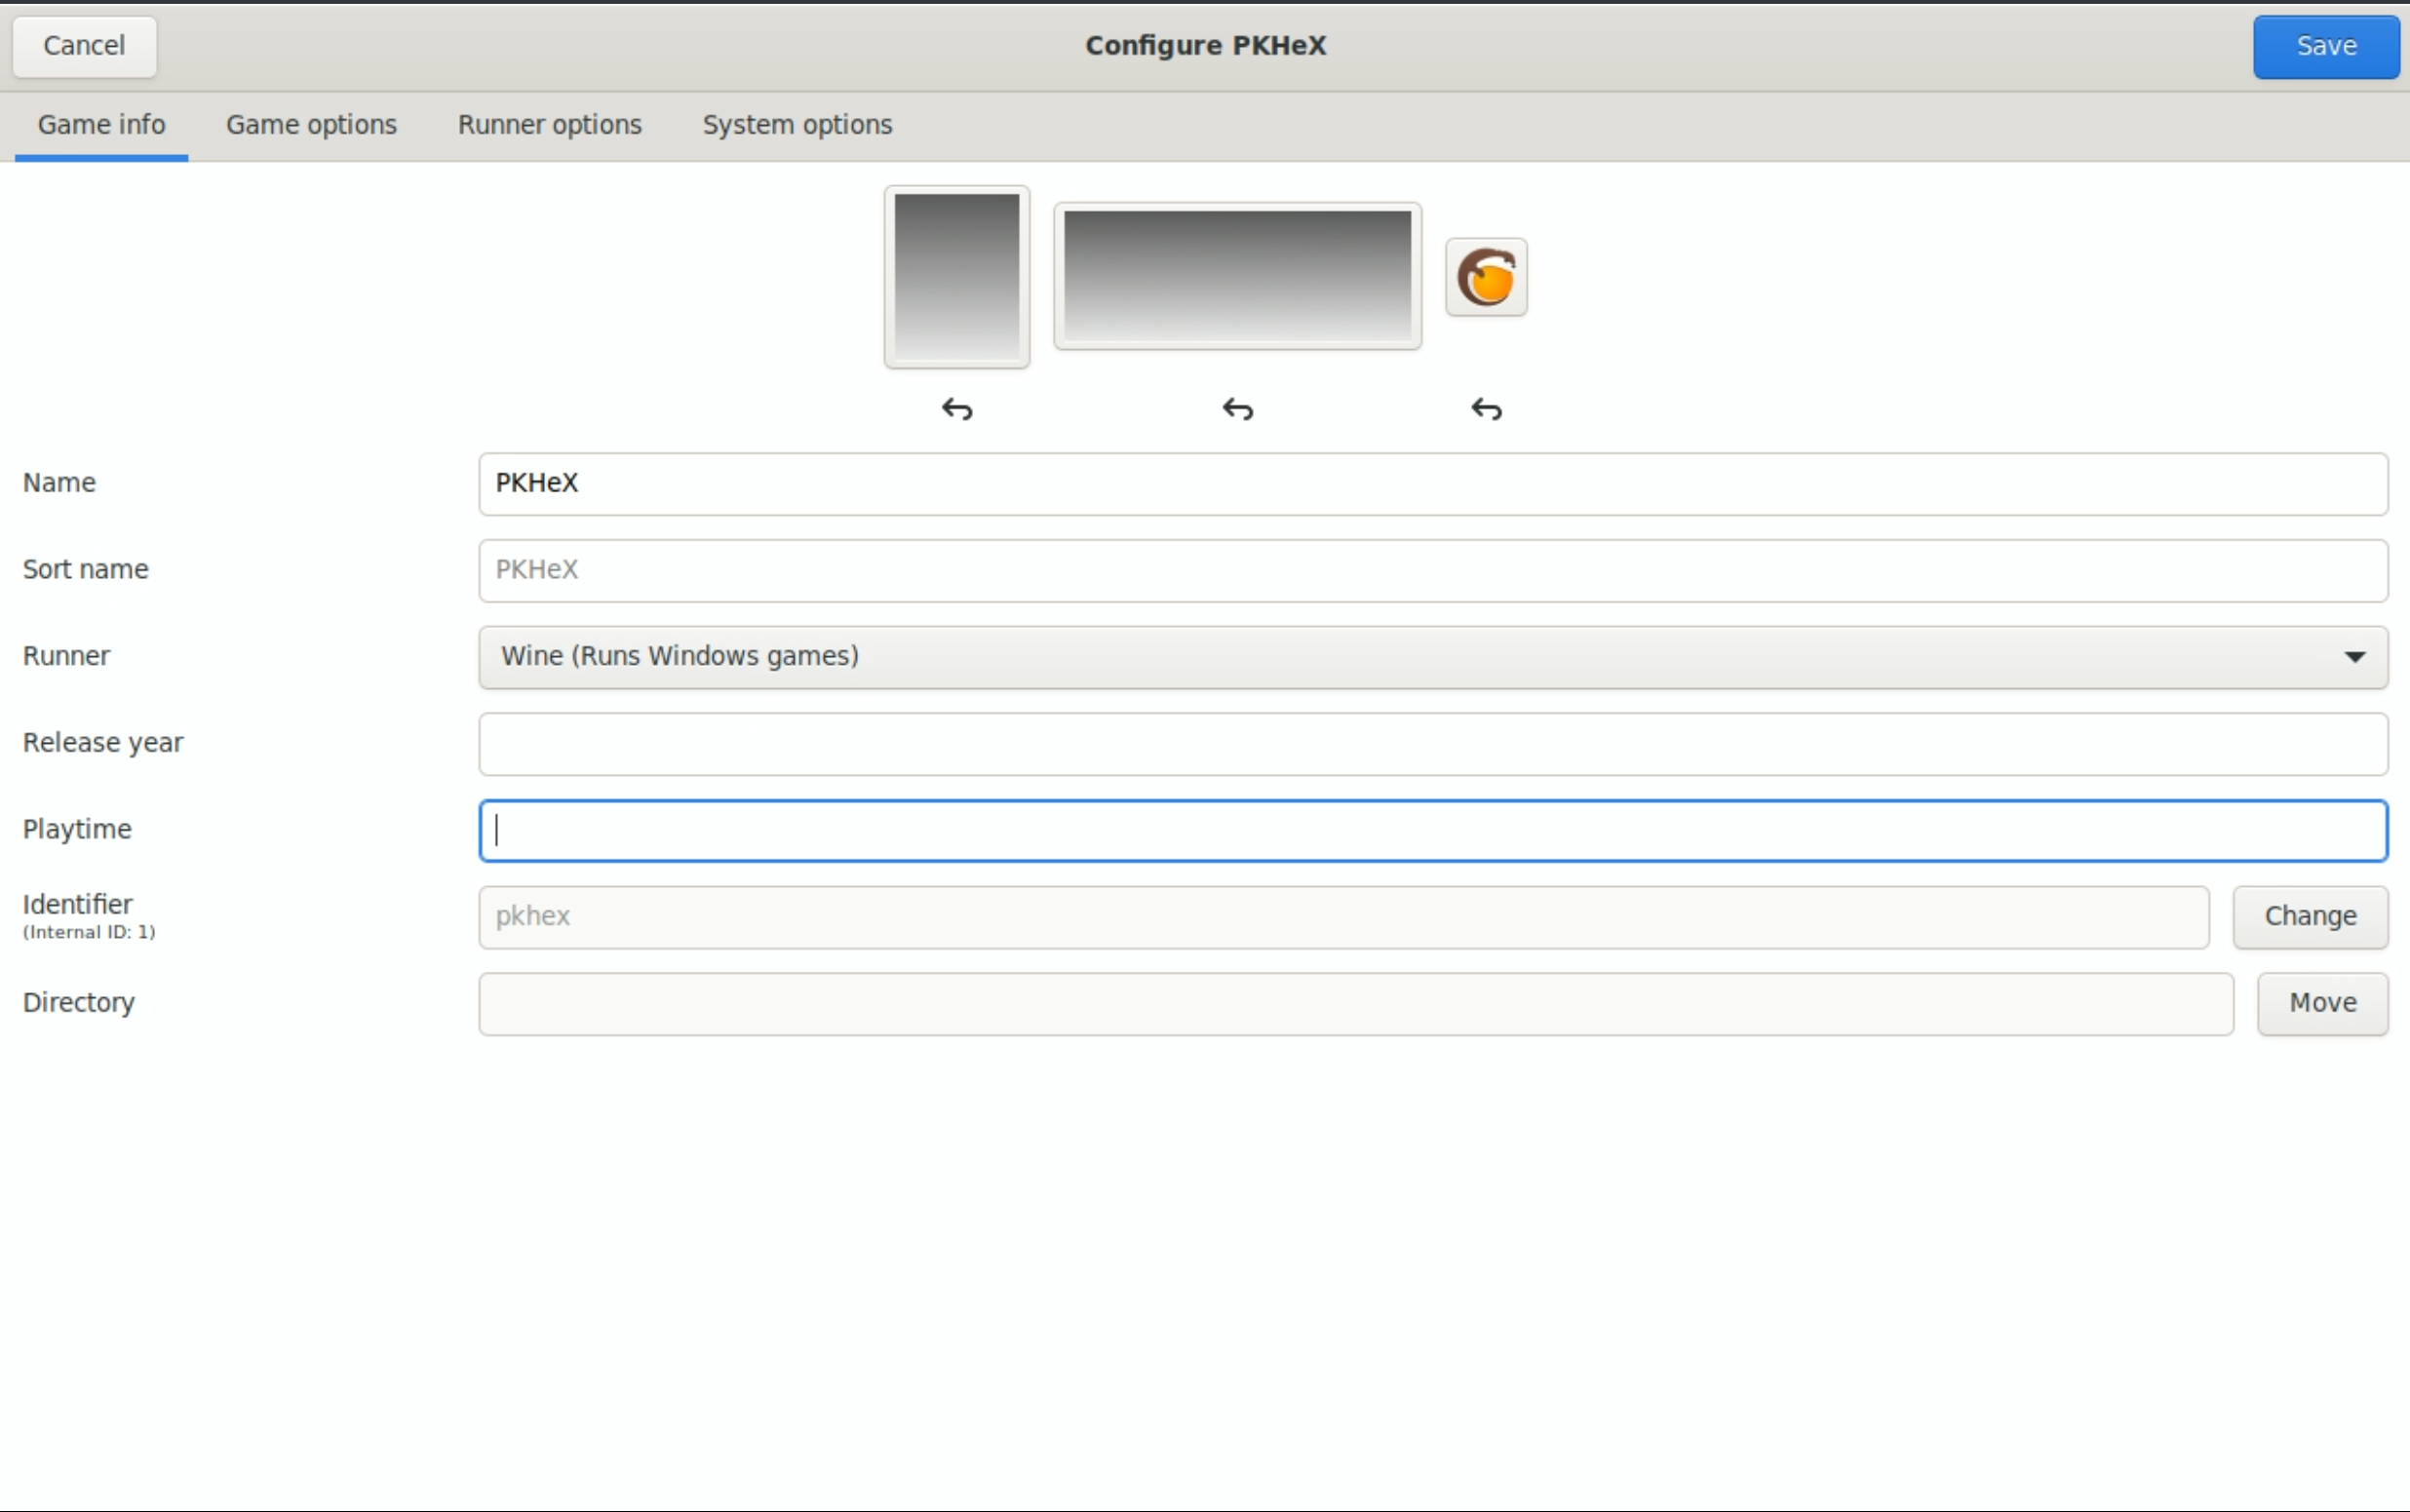 Cancel
Configure PKHeX
Save
Game info
Game options
Runner options
System options
Name
PKHeX
Sort name
PKHeX
Runner
Wine (Runs Windows games)
Release year
Playtime
Identifier
(Internal ID: 1)
pkhex
Change
Directory
Move